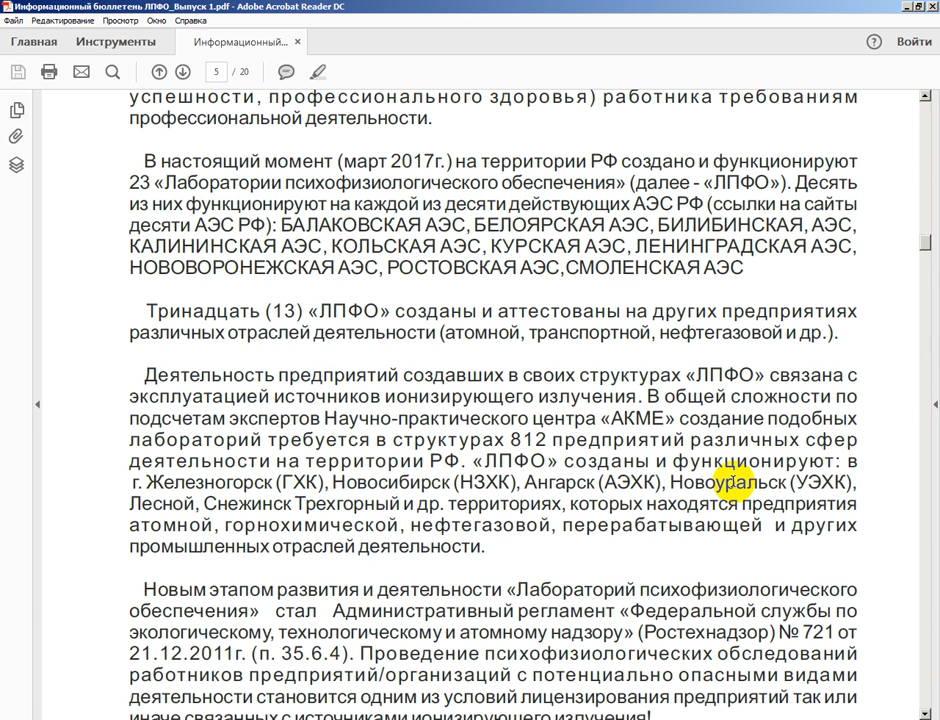 Информационный бюллетень ЛПФО_Выпуск 1.pdf - Adobe Acrobat Reader DC
Файл Редактирование Просмотр Окно Справка
Главная Инструменты Информационный... × Войти
5 / 20
успешности, профессионального здоровья) работника требованиям
профессиональной деятельности.
В настоящий момент (март 2017г.) на территории РФ создано и функционируют
23 «Лаборатории психофизиологического обеспечения» (далее - «ЛПФО»). Десять
из них функционируют на каждой из десяти действующих АЭС РФ (ссылки на сайты
десяти АЭС РФ): БАЛАКОВСКАЯ АЭС, БЕЛОЯРСКАЯ АЭС, БИЛИБИНСКАЯ, АЭС,
КАЛИНИНСКАЯ АЭС, КОЛЬСКАЯ АЭС, КУРСКАЯ АЭС, ЛЕНИНГРАДСКАЯ АЭС,
НОВОВОРОНЕЖСКАЯ АЭС, РОСТОВСКАЯ АЭС,СМОЛЕНСКАЯ АЭС
Тринадцать (13) «ЛПФО» созданы и аттестованы на других предприятиях
различных отраслей деятельности (атомной, транспортной, нефтегазовой и др.).
Деятельность предприятий создавших в своих структурах «ЛПФО» связана с
эксплуатацией источников ионизирующего излучения. В общей сложности по
подсчетам экспертов Научно-практического центра «АКМЕ» создание подобных
лабораторий требуется в структурах 812 предприятий различных сфер
деятельности на территории РФ. «ЛПФО» созданы и функционируют: в
г. Железногорск (ГХК), Новосибирск (НЗХК), Ангарск (АЭХК), Новоуральск (УЭХК),
Лесной, Снежинск Трехгорный и др. территориях, которых находятся предприятия
атомной, горнохимической, нефтегазовой, перерабатывающей и других
промышленных отраслей деятельности.
Новым этапом развития и деятельности «Лабораторий психофизиологического
обеспечения» стал Административный регламент «Федеральной службы по
экологическому, технологическому и атомному надзору» (Ростехнадзор) № 721 от
21.12.2011г. (п. 35.6.4). Проведение психофизиологических обследований
работников предприятий/организаций с потенциально опасными видами
деятельности становится одним из условий лицензирования предприятий так или
иначе связанных с источниками ионизирующего излучения!